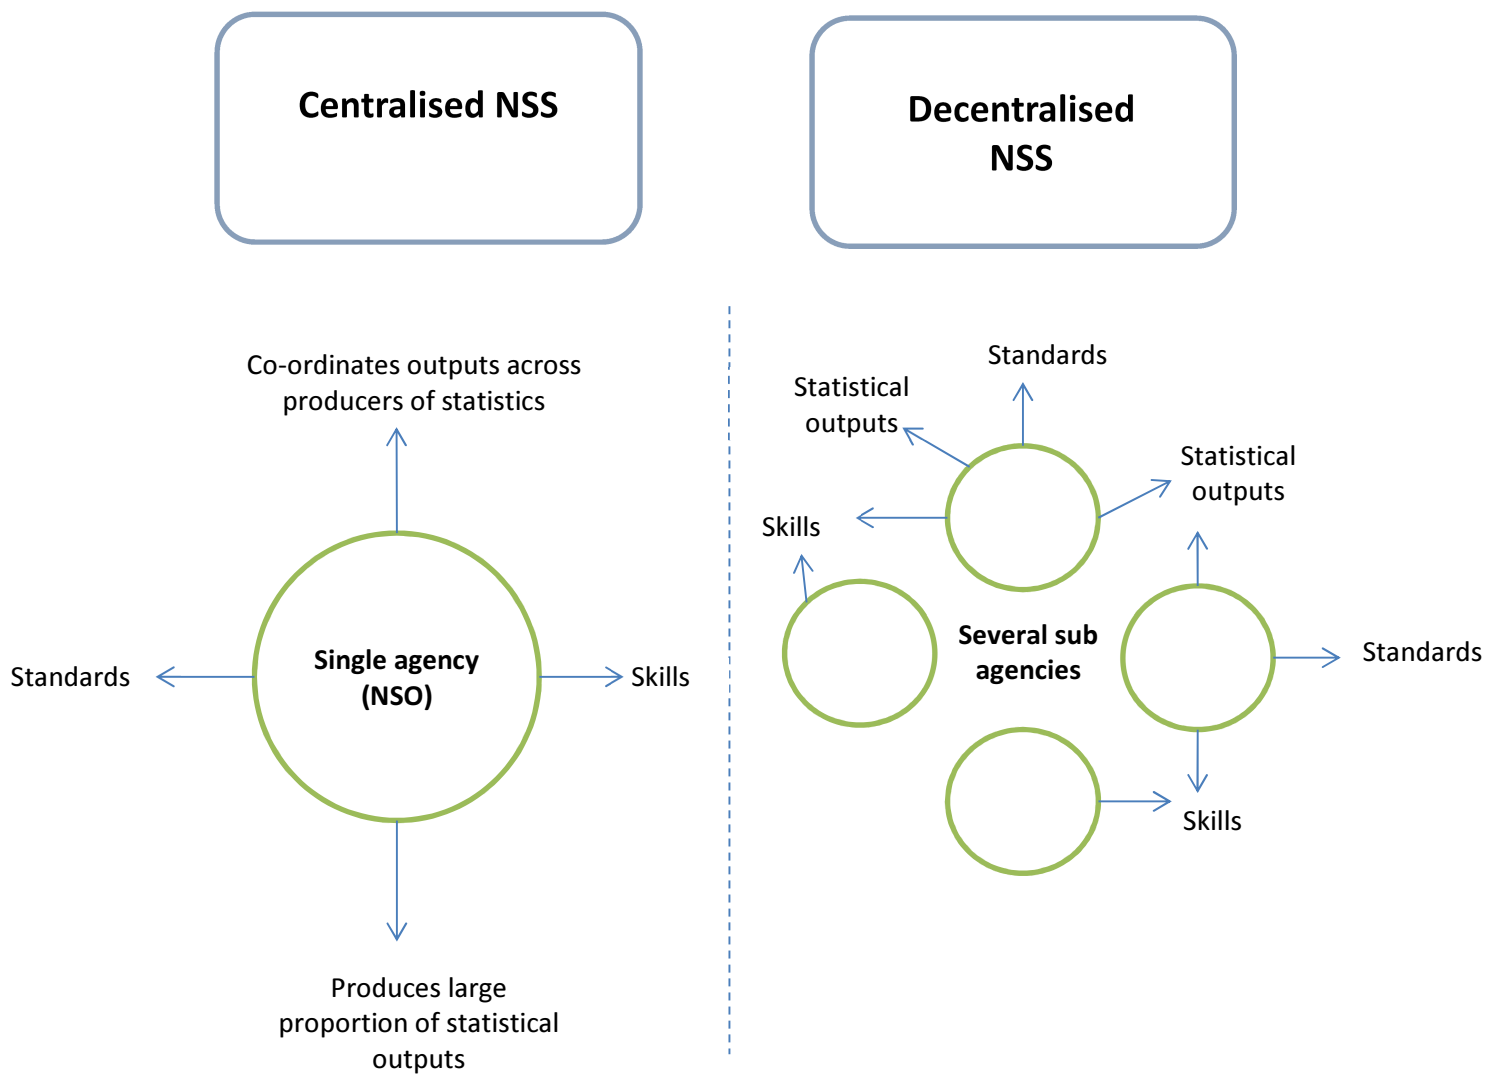 Centralised NSS
Decentralised
NSS
Co-ordinates outputs across
producers of statistics
Standards
Single agency
(NSO)
Skills
Produces large
proportion of statistical
outputs
Standards
Statistical
outputs
Statistical
outputs
Skills
Several sub
agencies
Standards
Skills